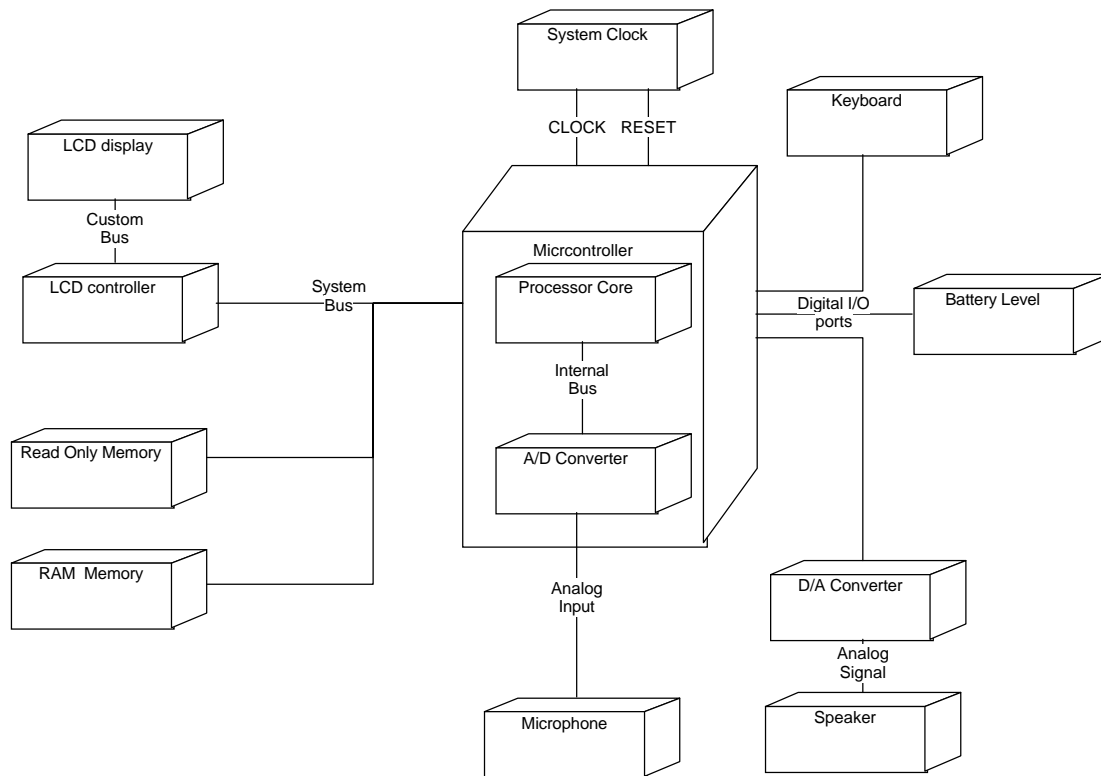 System Clock
CLOCK
RESET
Keyboard
LCD display
Custom
Bus
LCD controller
System
Bus
Micrcontroller
Processor Core
Internal
Bus
A/D Converter
Digital I/O
ports
Battery Level
Read Only Memory
RAM Memory
Analog
Input
Microphone
D/A Converter
Analog
Signal
Speaker